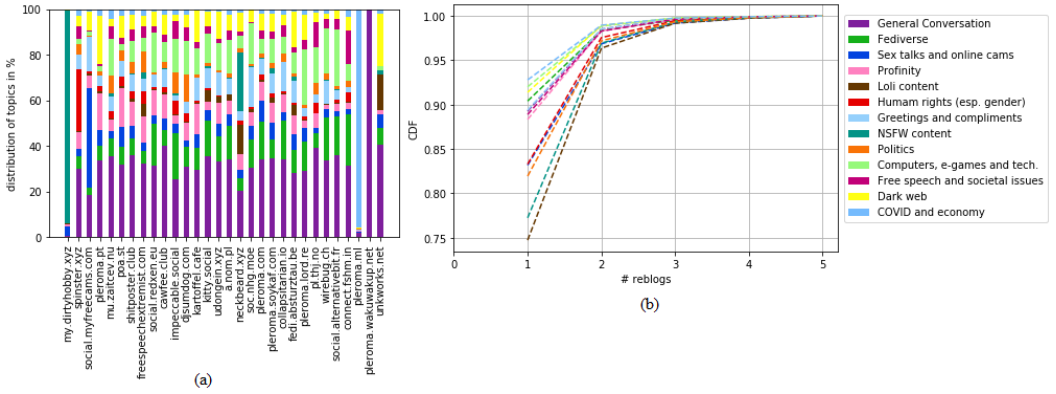 distribution of topics in %
100
80
60
40
20
0
my.dirtyhobby.xyz
spinster.xyz
social.myfreecams.com
pleroma.pt
mu.zaitcev.nu
poa.st
shitposter.club
freespeechextremist.com
social.redxen.eu
cawfee.club
impeccable.social
djsumdog.com
kartoffel.cafe
kitty.social
udongein.xyz
a.nom.pl
neckbeard.xyz
soc.nhg.moe
pleroma.com
pleroma.soykaf.com
collapsitarian.io
fedi.absturztau.be
pleroma.lord.re
pl.thj.no
wirebug.ch
social.alternativebit.fr
connect.fishm.in
pleroma.ml
pleroma.wakuwakup.net
unkworks.net
(a)
CDF
1.00
0.95
0.90
0.85
0.80
0.75
0
1
2
3
4
5
# reblogs
(b)
General Conversation
Fediverse
Sex talks and online cams
Profinity
Loli content
Human rights (esp. gender)
Greetings and compliments
NSFW content
Politics
Computers, e-games and tech.
Free speech and societal issues
Dark web
COVID and economy